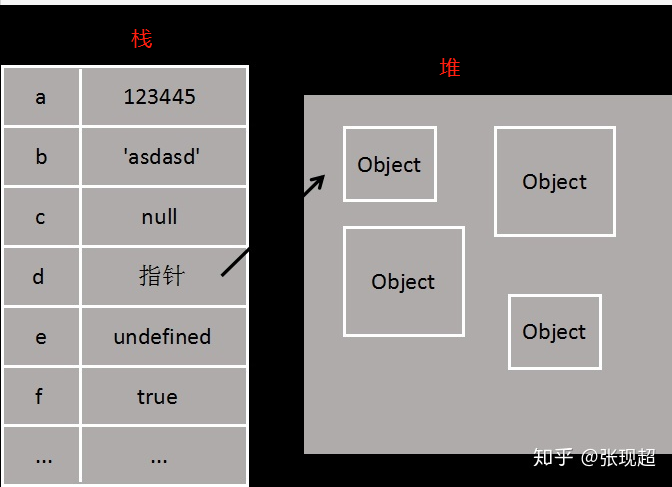 栈
堆
a 123445
b 'asdasd'
c null
d 指针
e undefined
f true
... ...
Object
Object
Object
Object
知乎 @张现超